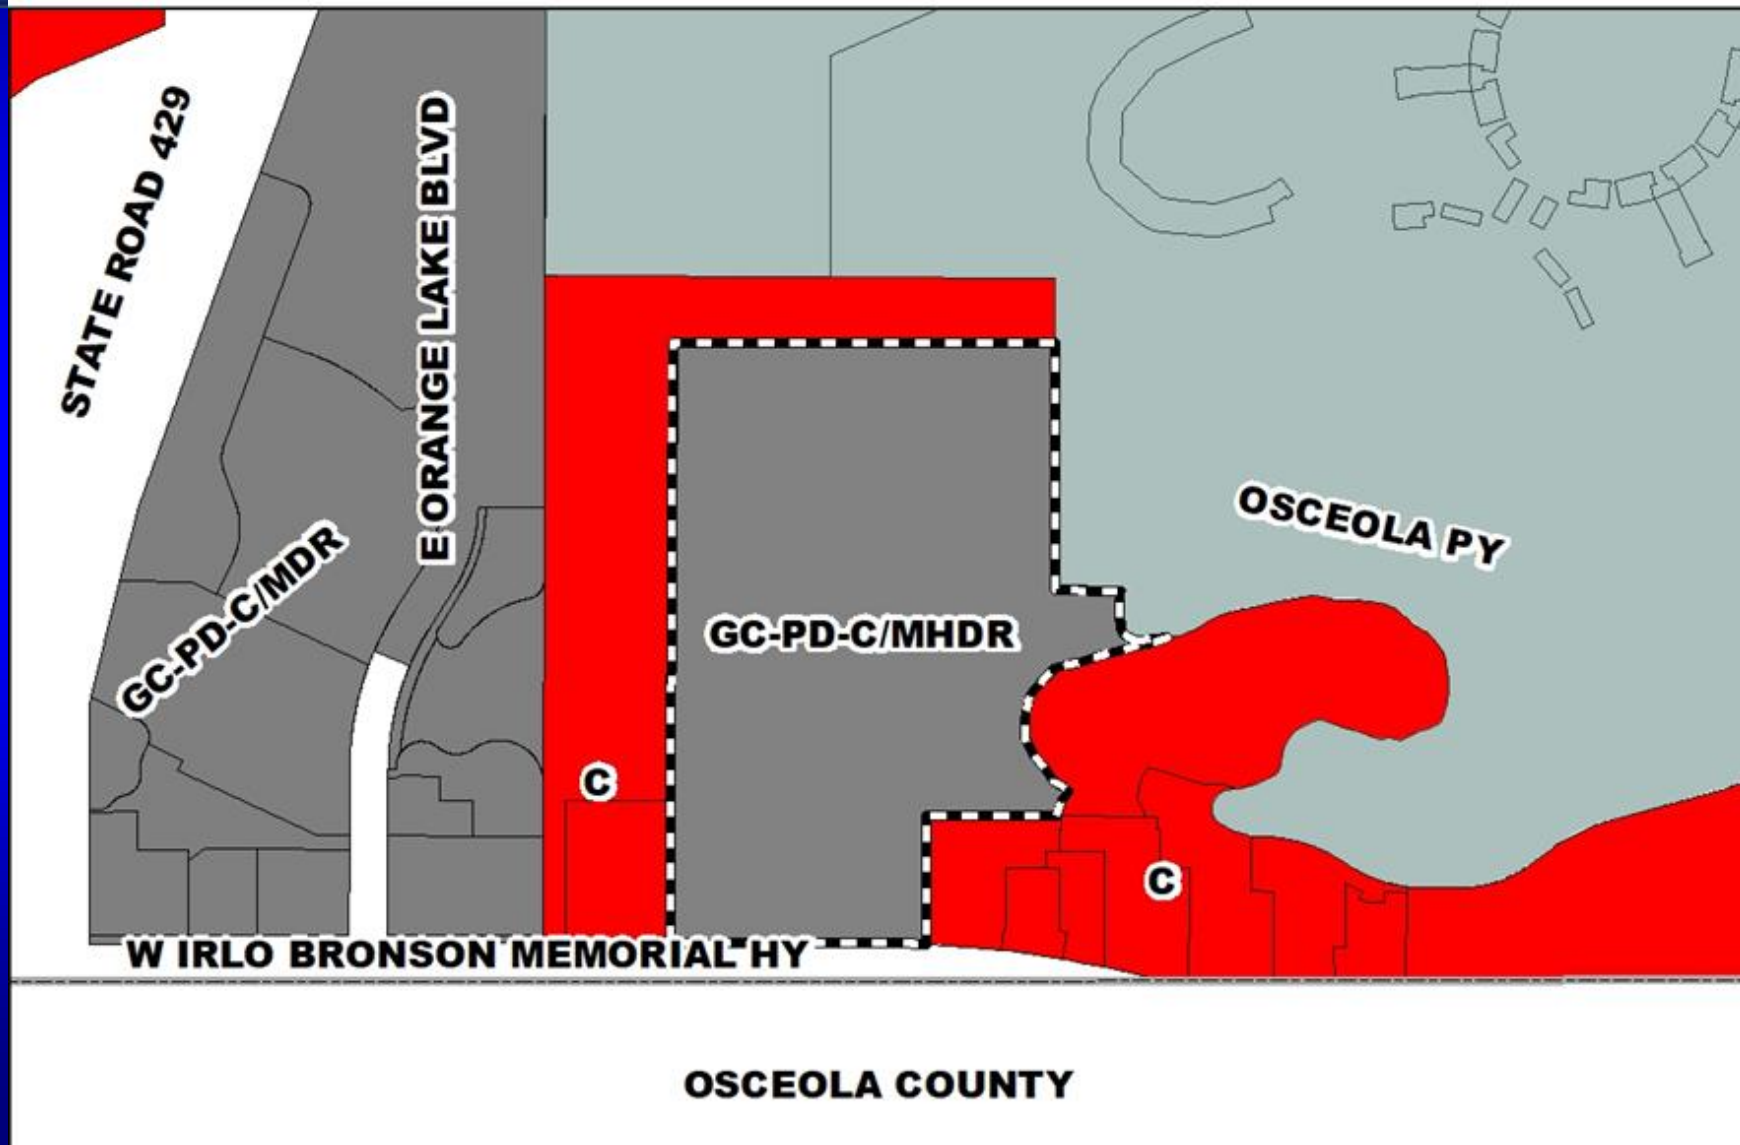 STATE ROAD 429
E ORANGE LAKE BLVD
OSCEOLA PY
GC-PD-C/MDR
GC-PD-C/MHDR
C
C
W IRLO BRONSON MEMORIAL HY
OSCEOLA COUNTY